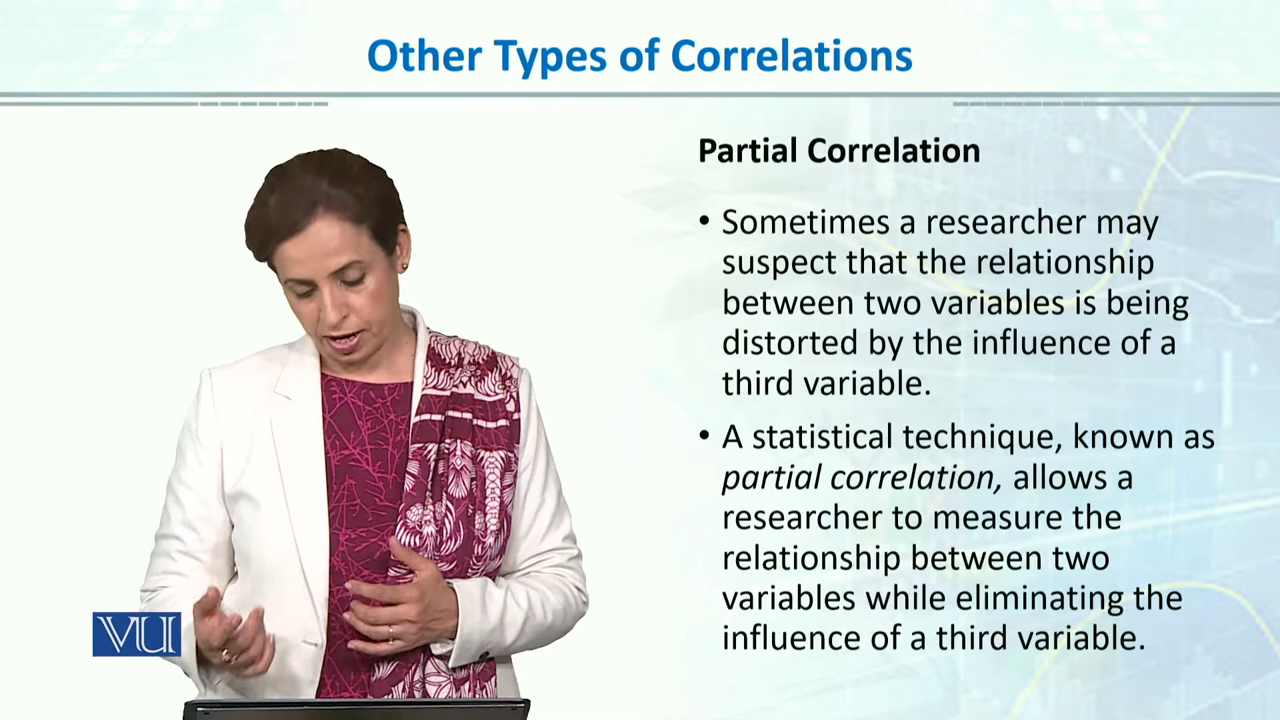 Other Types of Correlations
Partial Correlation
• Sometimes a researcher may
suspect that the relationship
between two variables is being
distorted by the influence of a
third variable.
• A statistical technique, known as
partial correlation, allows a
researcher to measure the
relationship between two
variables while eliminating the
influence of a third variable.
VU